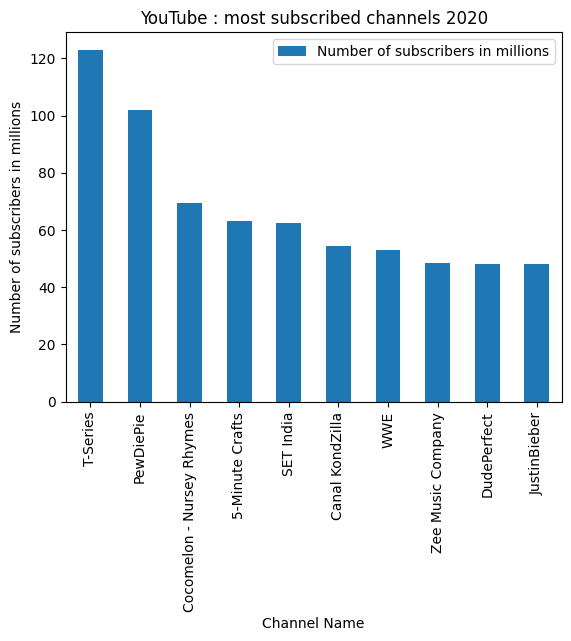 YouTube : most subscribed channels 2020
Number of subscribers in millions
Number of subscribers in millions
120
100
80
60
40
20
0
T-Series
PewDiePie
Cocomelon - Nursey Rhymes
5-Minute Crafts
SET India
Canal KondZilla
WWE
Zee Music Company
DudePerfect
JustinBieber
Channel Name